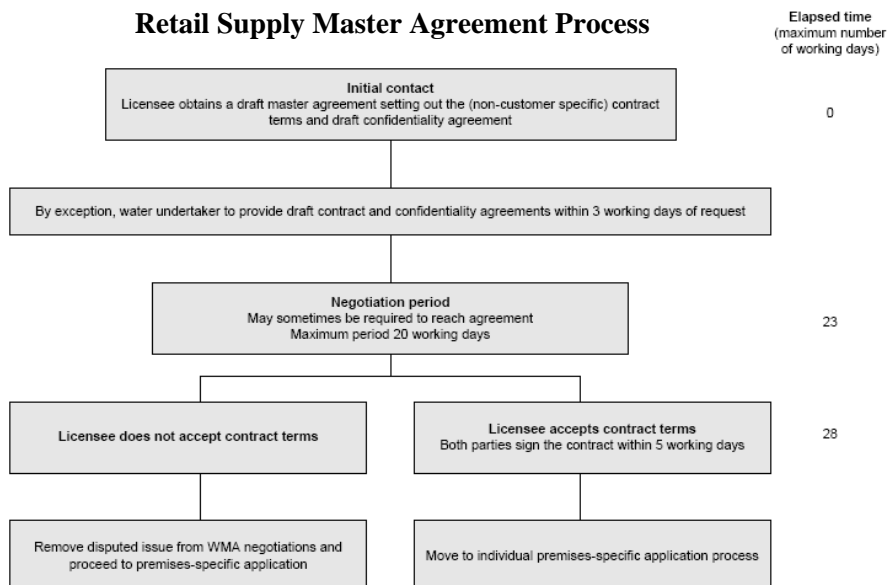 Retail Supply Master Agreement Process
Elapsed time
(maximum number
of working days)
Initial contact
Licensee obtains a draft master agreement setting out the (non-customer specific) contract
terms and draft confidentiality agreement
0
By exception, water undertaker to provide draft contract and confidentiality agreements within 3 working days of request
Negotiation period
May sometimes be required to reach agreement
Maximum period 20 working days
23
Licensee does not accept contract terms
Licensee accepts contract terms
Both parties sign the contract within 5 working days
28
Remove disputed issue from WMA negotiations and
proceed to premises-specific application
Move to individual premises-specific application process